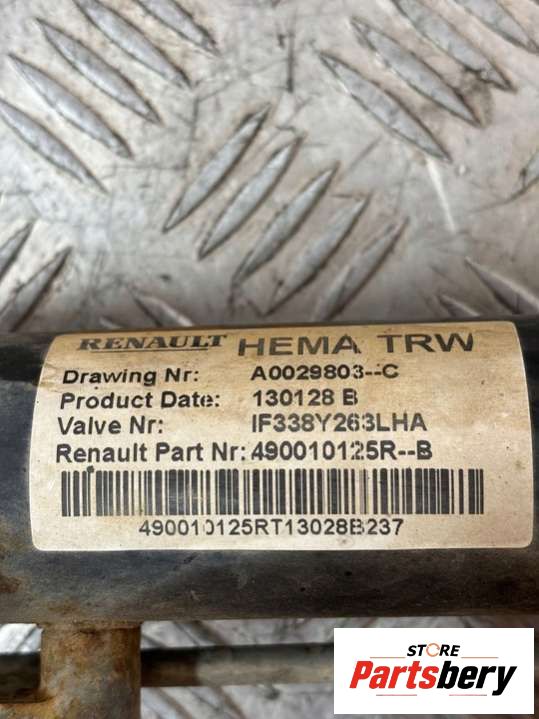 RENAULT HEMA TRW
Drawing Nr: A0029803--C
Product Date: 130128 B
Valve Nr: IF338Y263LHA
Renault Part Nr: 490010125R--B
490010125RT13028B237
STORE
Partsbery